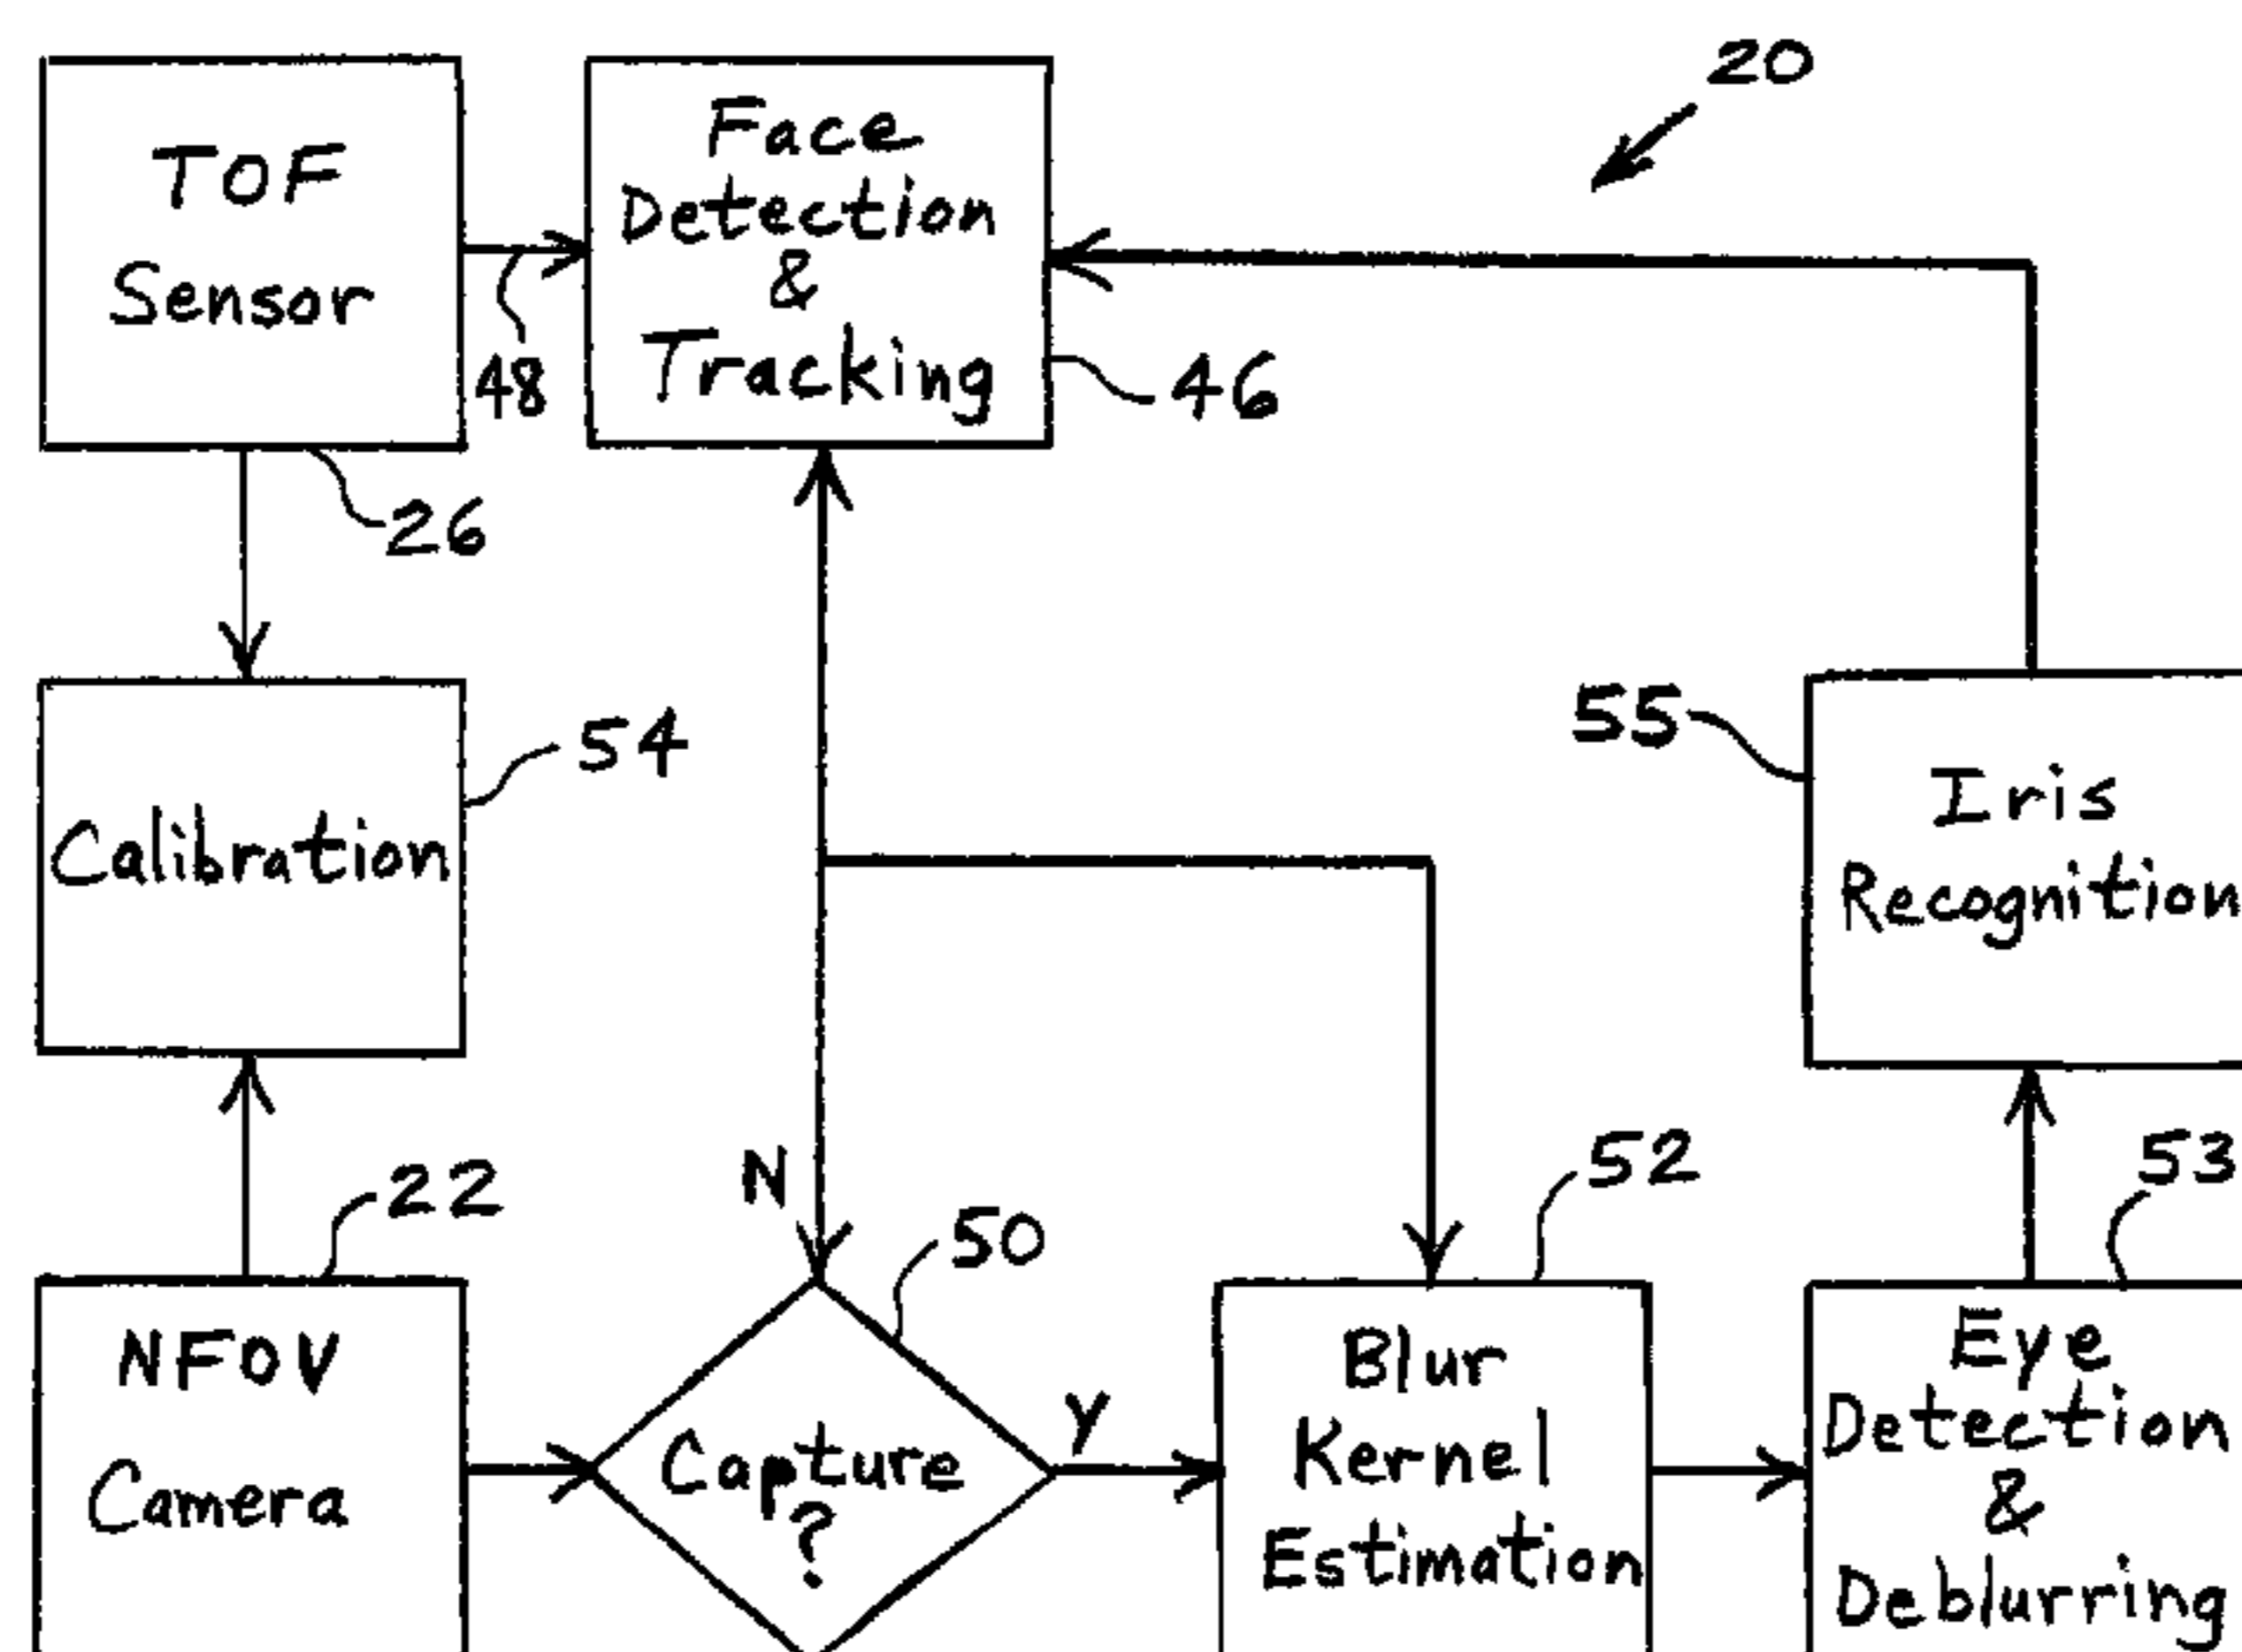 20
TOF
Sensor
48
Face
Detection
&
Tracking
46
26
Calibration
54
55
Iris
Recognition
N
22
50
52
53
NFOV
Camera
Capture
?
Y
Blur
Kernel
Estimation
Eye
Detection
&
Deblurring